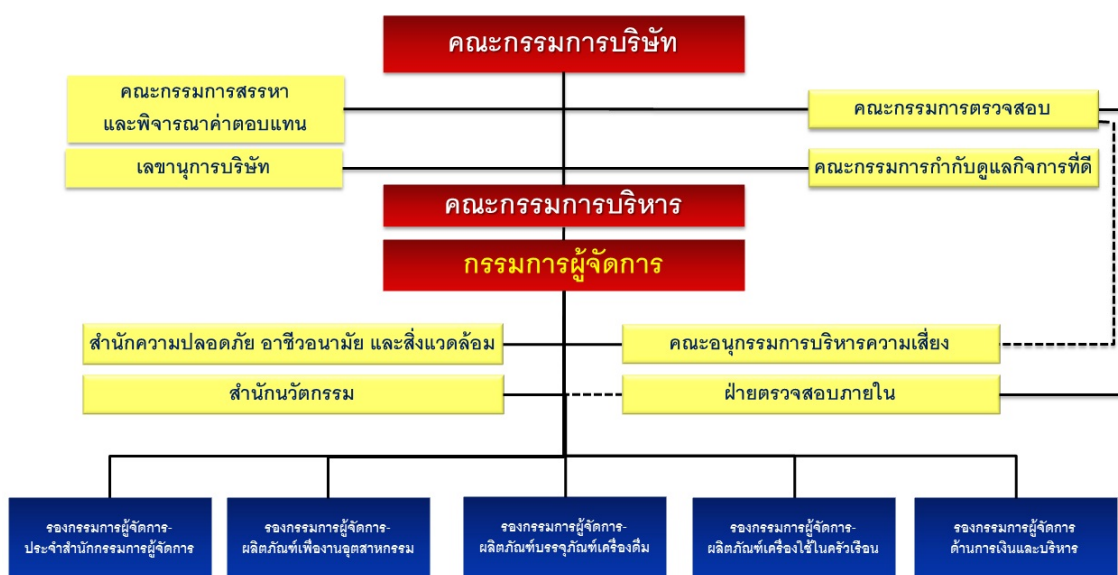 คณะกรรมการบริษัท
คณะกรรมการสรรหา
และพิจารณาค่าตอบแทน
คณะกรรมการตรวจสอบ
เลขานุการบริษัท
คณะกรรมการกำกับดูแลกิจการที่ดี
คณะกรรมการบริหาร
กรรมการผู้จัดการ
สำนักความปลอดภัย อาชีวอนามัย และสิ่งแวดล้อม
คณะอนุกรรมการบริหารความเสี่ยง
สำนักนวัตกรรม
ฝ่ายตรวจสอบภายใน
รองกรรมการผู้จัดการ-
ประจำสำนักกรรมการผู้จัดการ
รองกรรมการผู้จัดการ-
ผลิตภัณฑ์เพื่องานอุตสาหกรรม
รองกรรมการผู้จัดการ-
ผลิตภัณฑ์บรรจุภัณฑ์เครื่องดื่ม
รองกรรมการผู้จัดการ-
ผลิตภัณฑ์เครื่องใช้ในครัวเรือน
รองกรรมการผู้จัดการ
ด้านการเงินและบริหาร